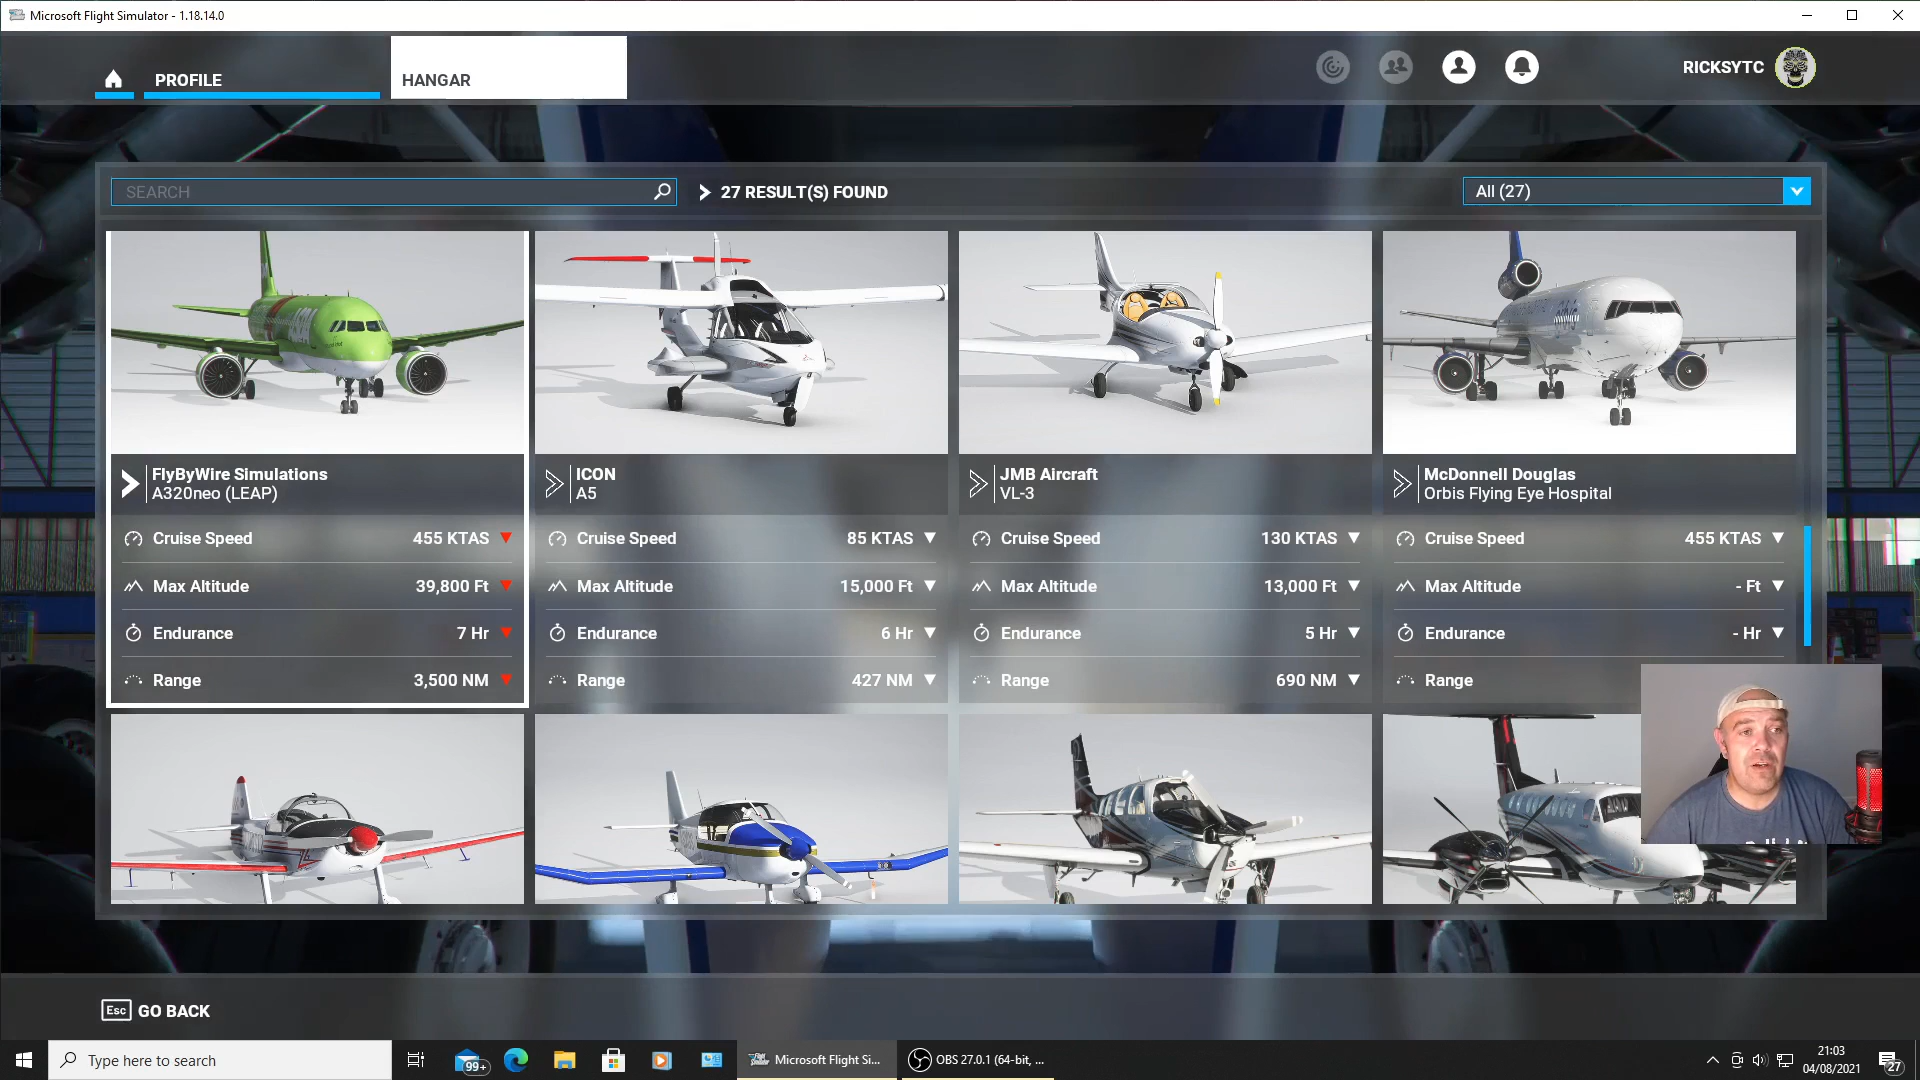 Microsoft Flight Simulator - 1.18.14.0
PROFILE
HANGAR
RICKSYTC
SEARCH
27 RESULT(S) FOUND
All (27)
FlyByWire Simulations
A320neo (LEAP)
Cruise Speed 455 KTAS
Max Altitude 39,800 Ft
Endurance 7 Hr
Range 3,500 NM
ICON
A5
Cruise Speed 85 KTAS
Max Altitude 15,000 Ft
Endurance 6 Hr
Range 427 NM
JMB Aircraft
VL-3
Cruise Speed 130 KTAS
Max Altitude 13,000 Ft
Endurance 5 Hr
Range 690 NM
McDonnell Douglas
Orbis Flying Eye Hospital
Cruise Speed 455 KTAS
Max Altitude - Ft
Endurance - Hr
Range
Esc GO BACK
Type here to search
99+
Microsoft Flight Si...
OBS 27.0.1 (64-bit, ...
21:03
04/08/2021
27